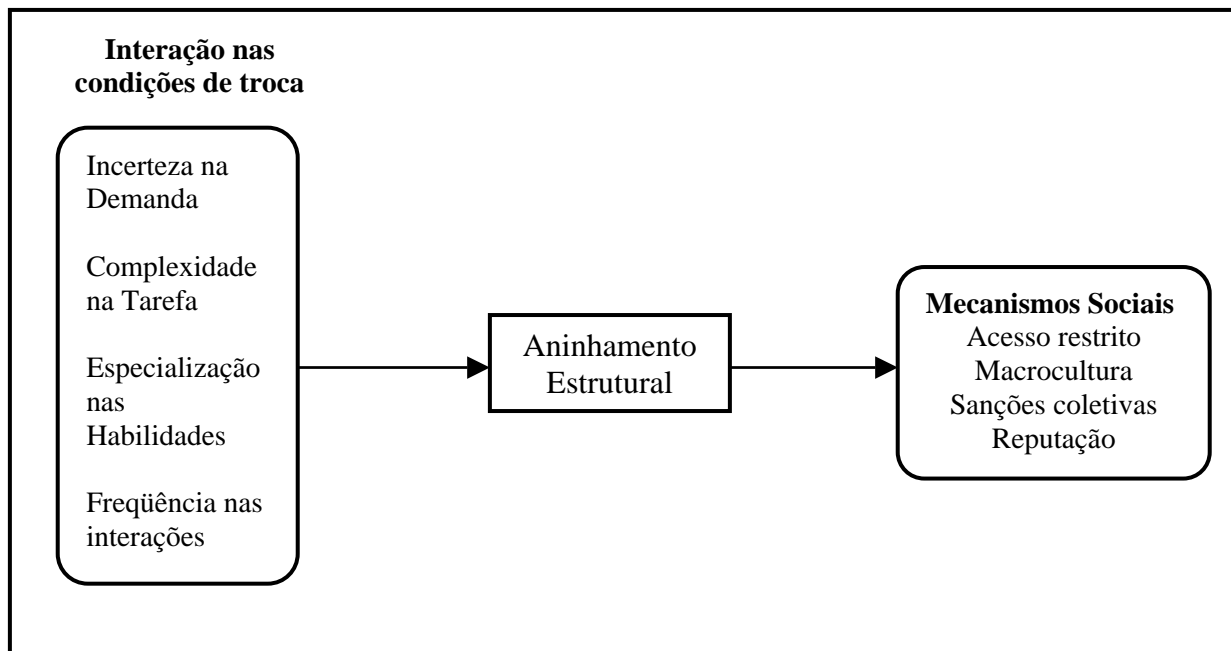 Interação nas
condições de troca
Incerteza na
Demanda
Complexidade
na Tarefa
Especialização
nas
Habilidades
Freqüência nas
interações
Aninhamento
Estrutural
Mecanismos Sociais
Acesso restrito
Macrocultura
Sanções coletivas
Reputação